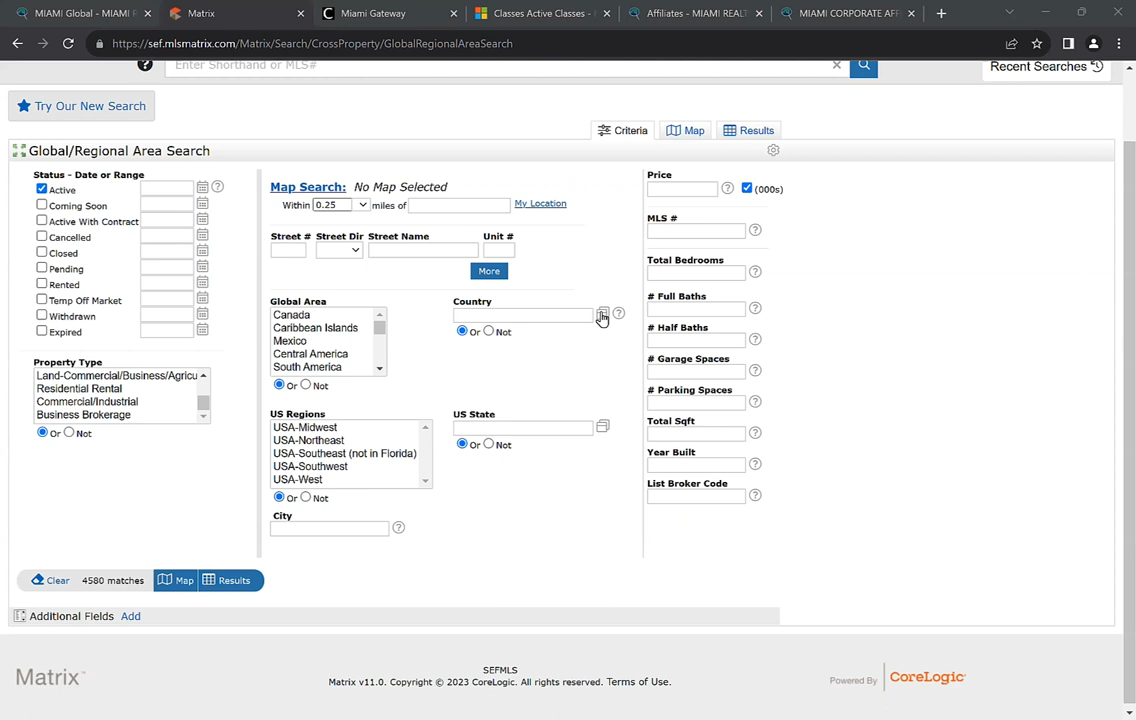 MIAMI Global - MIAMI R
Matrix
Miami Gateway
Classes Active Classes -
Affiliates - MIAMI REALT
MIAMI CORPORATE AFF
https://sef.mlsmatrix.com/Matrix/Search/CrossProperty/GlobalRegionalAreaSearch
Enter Shorthand or MLS#
Recent Searches
Try Our New Search
Criteria Map Results
Global/Regional Area Search
Status - Date or Range
Active
Coming Soon
Active With Contract
Cancelled
Closed
Pending
Rented
Temp Off Market
Withdrawn
Expired
Property Type
Land-Commercial/Business/Agricu
Residential Rental
Commercial/Industrial
Business Brokerage
Or Not
Map Search: No Map Selected
Within 0.25 miles of My Location
Street # Street Dir Street Name Unit #
More
Global Area
Canada
Caribbean Islands
Mexico
Central America
South America
Or Not
Country
Or Not
US Regions
USA-Midwest
USA-Northeast
USA-Southeast (not in Florida)
USA-Southwest
USA-West
Or Not
US State
Or Not
City
Price
(000s)
MLS #
Total Bedrooms
# Full Baths
# Half Baths
# Garage Spaces
# Parking Spaces
Total Sqft
Year Built
List Broker Code
Clear 4580 matches Map Results
Additional Fields Add
Matrix™
SEFMLS
Matrix v11.0. Copyright © 2023 CoreLogic. All rights reserved. Terms of Use.
Powered By CoreLogic